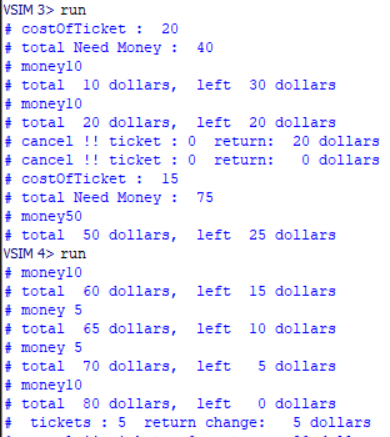 VSIM 3> run
# costOfTicket :  20
# total Need Money :  40
# money10
# total  10 dollars,  left  30 dollars
# money10
# total  20 dollars,  left  20 dollars
# cancel !! ticket : 0  return:  20 dollars
# cancel !! ticket : 0  return:   0 dollars
# costOfTicket :  15
# total Need Money :  75
# money50
# total  50 dollars,  left  25 dollars
VSIM 4> run
# money10
# total  60 dollars,  left  15 dollars
# money 5
# total  65 dollars,  left  10 dollars
# money 5
# total  70 dollars,  left   5 dollars
# money10
# total  80 dollars,  left   0 dollars
#  tickets : 5  return change:   5 dollars